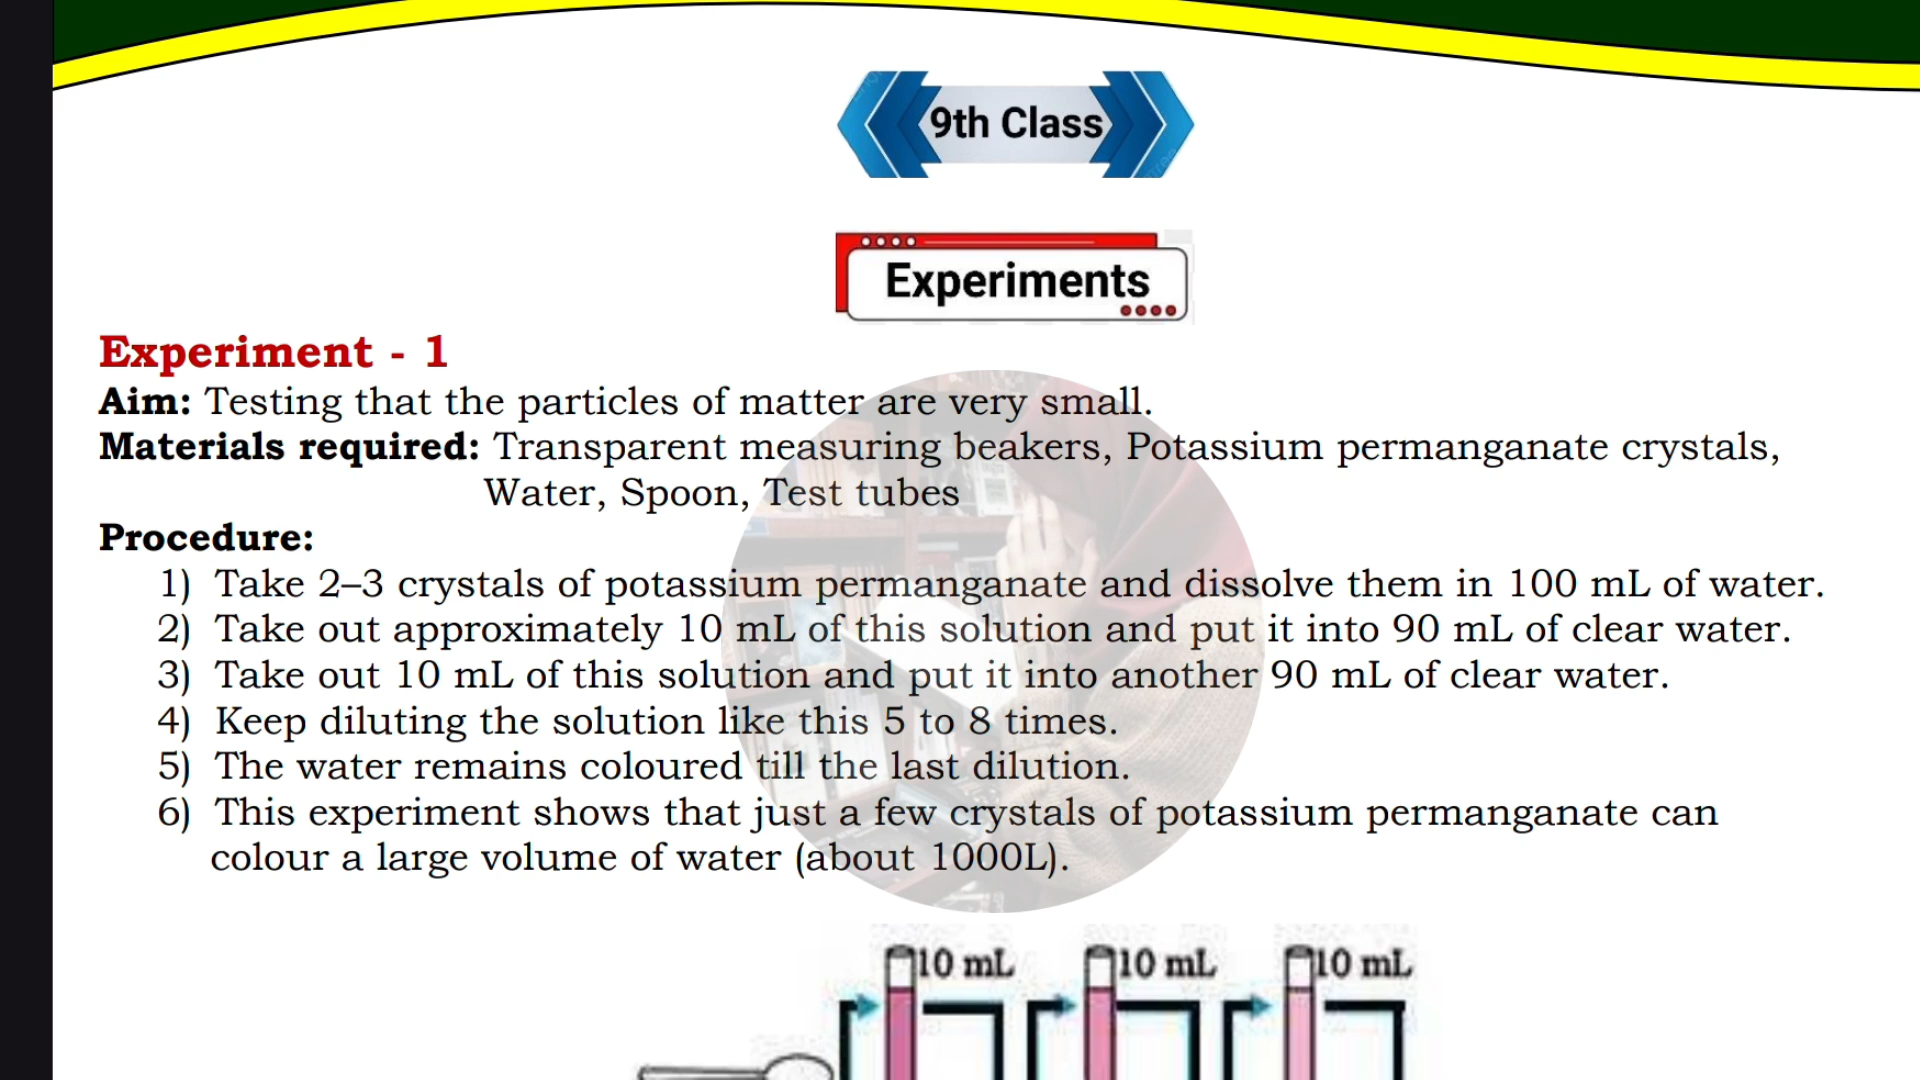 9th Class
Experiments
Experiment - 1
Aim: Testing that the particles of matter are very small.
Materials required: Transparent measuring beakers, Potassium permanganate crystals,
Water, Spoon, Test tubes
Procedure:
1) Take 2–3 crystals of potassium permanganate and dissolve them in 100 mL of water.
2) Take out approximately 10 mL of this solution and put it into 90 mL of clear water.
3) Take out 10 mL of this solution and put it into another 90 mL of clear water.
4) Keep diluting the solution like this 5 to 8 times.
5) The water remains coloured till the last dilution.
6) This experiment shows that just a few crystals of potassium permanganate can
colour a large volume of water (about 1000L).
10 mL 10 mL 10 mL